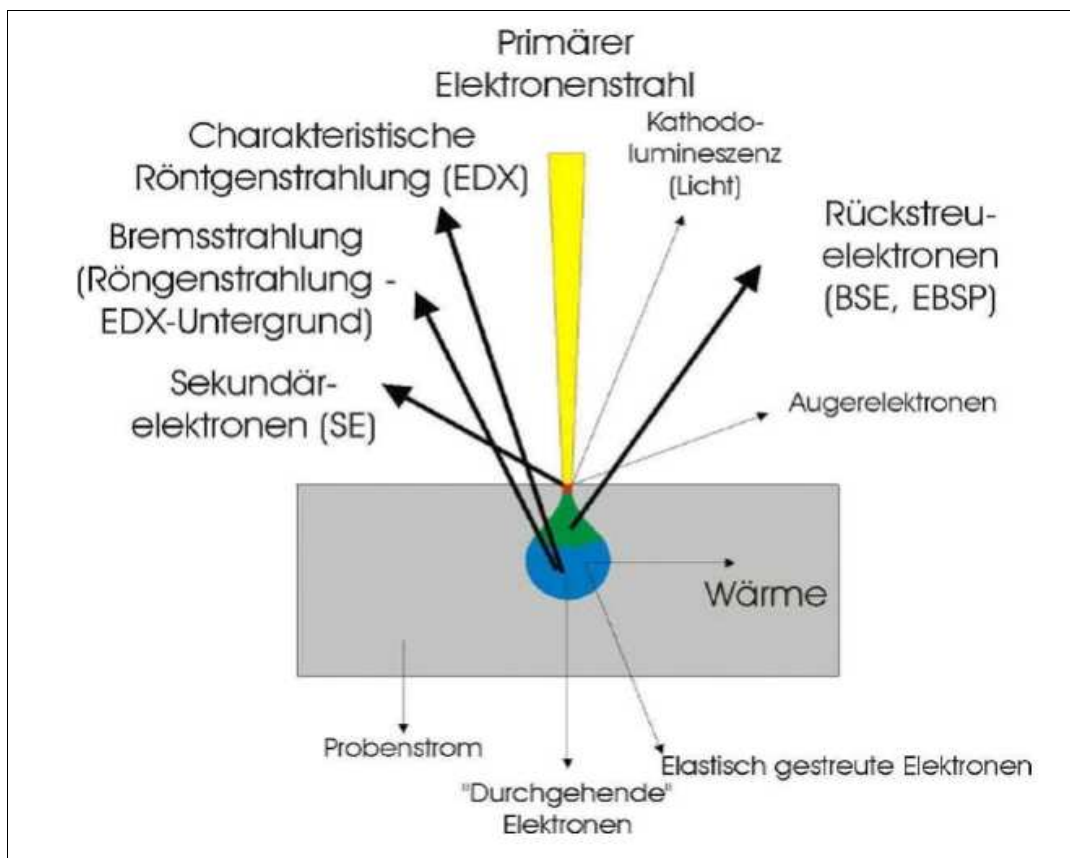 Primärer
Elektronenstrahl
Charakteristische
Röntgenstrahlung (EDX)
Kathodo-
lumineszenz
(Licht)
Bremsstrahlung
(Röngenstrahlung -
EDX-Untergrund)
Rückstreu-
elektronen
(BSE, EBSP)
Sekundär-
elektronen (SE)
Augerelektronen
Wärme
Probenstrom
Elastisch gestreute Elektronen
"Durchgehende"
Elektronen